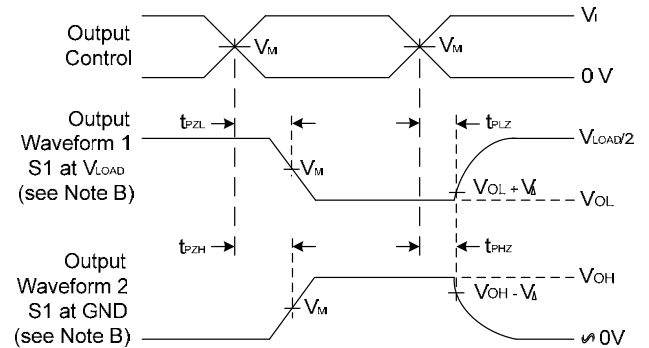 Output
Control
VM
VM
VI
0 V
Output
Waveform 1
S1 at VLOAD
(see Note B)
tPZL
tPLZ
VM
VLOAD/2
VOL + VΔ
VOL
Output
Waveform 2
S1 at GND
(see Note B)
tPZH
tPHZ
VM
VOH
VOH - VΔ
∽0V